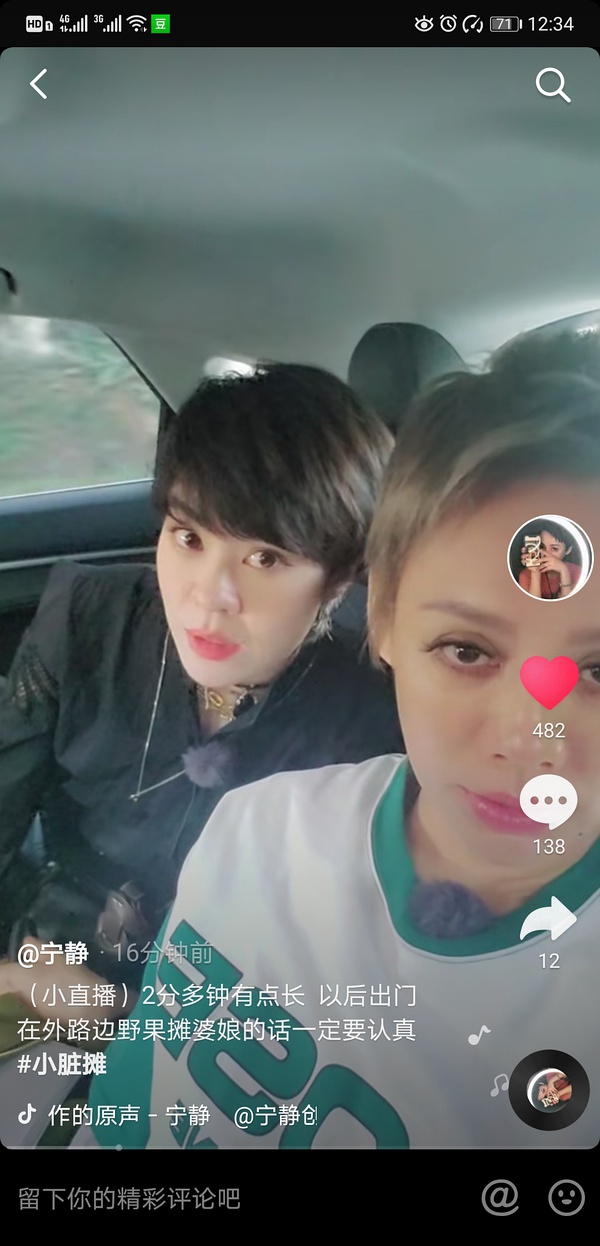 HD 4G 3G 豆 71 12:34
482
138
12
@宁静 · 16分钟前
（小直播）2分多钟有点长 以后出门
在外路边野果摊婆娘的话一定要认真
#小脏摊
作的原声 - 宁静 @宁静创
留下你的精彩评论吧